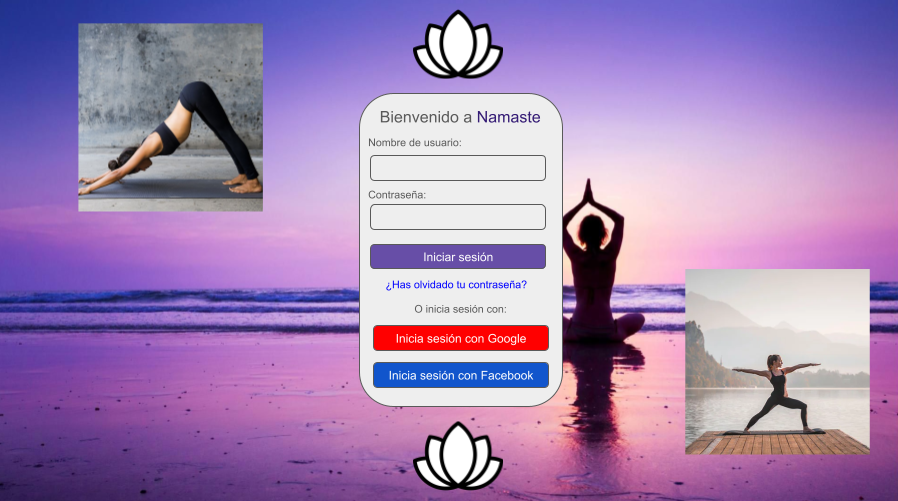 Bienvenido a Namaste
Nombre de usuario:
Contraseña:
Iniciar sesión
¿Has olvidado tu contraseña?
O inicia sesión con:
Inicia sesión con Google
Inicia sesión con Facebook